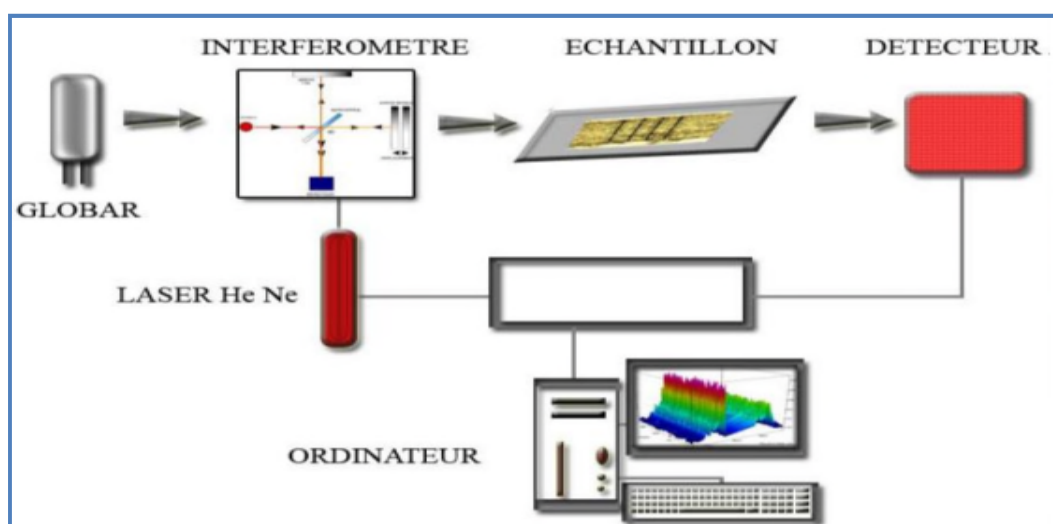 INTERFEROMETRE
ECHANTILLON
DETECTEUR
GLOBAR
LASER He Ne
ORDINATEUR